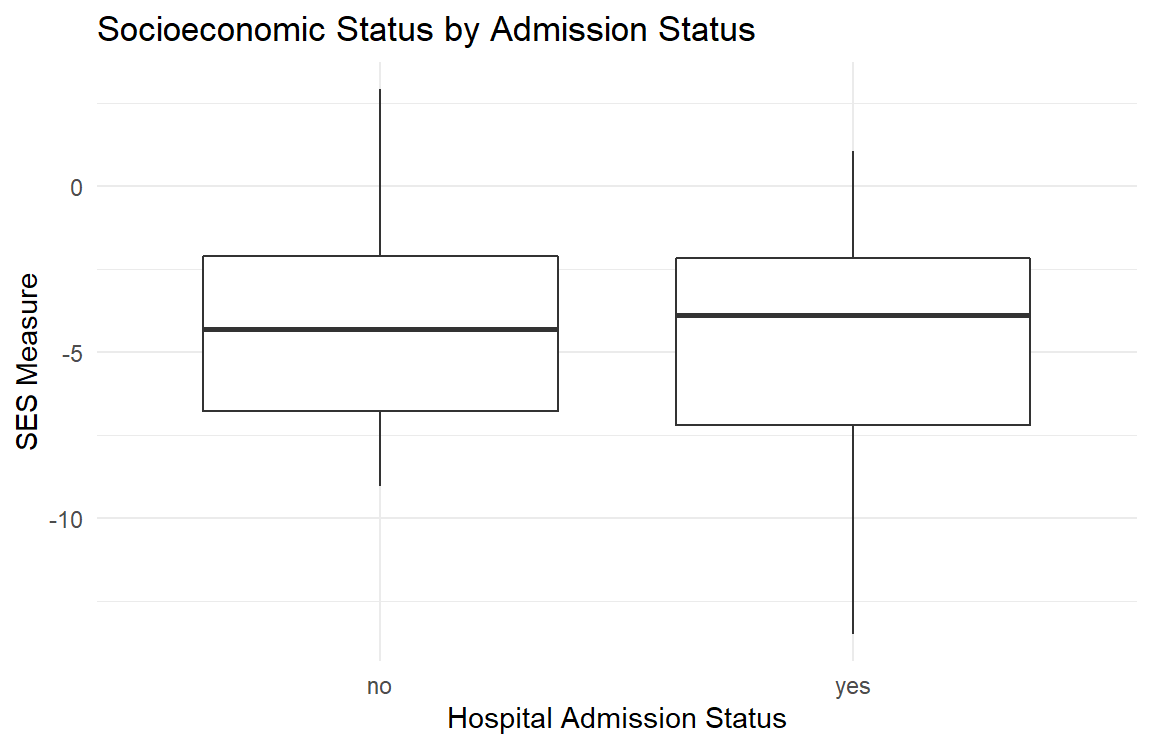 Socioeconomic Status by Admission Status
SES Measure
0
-5
-10
no yes
Hospital Admission Status